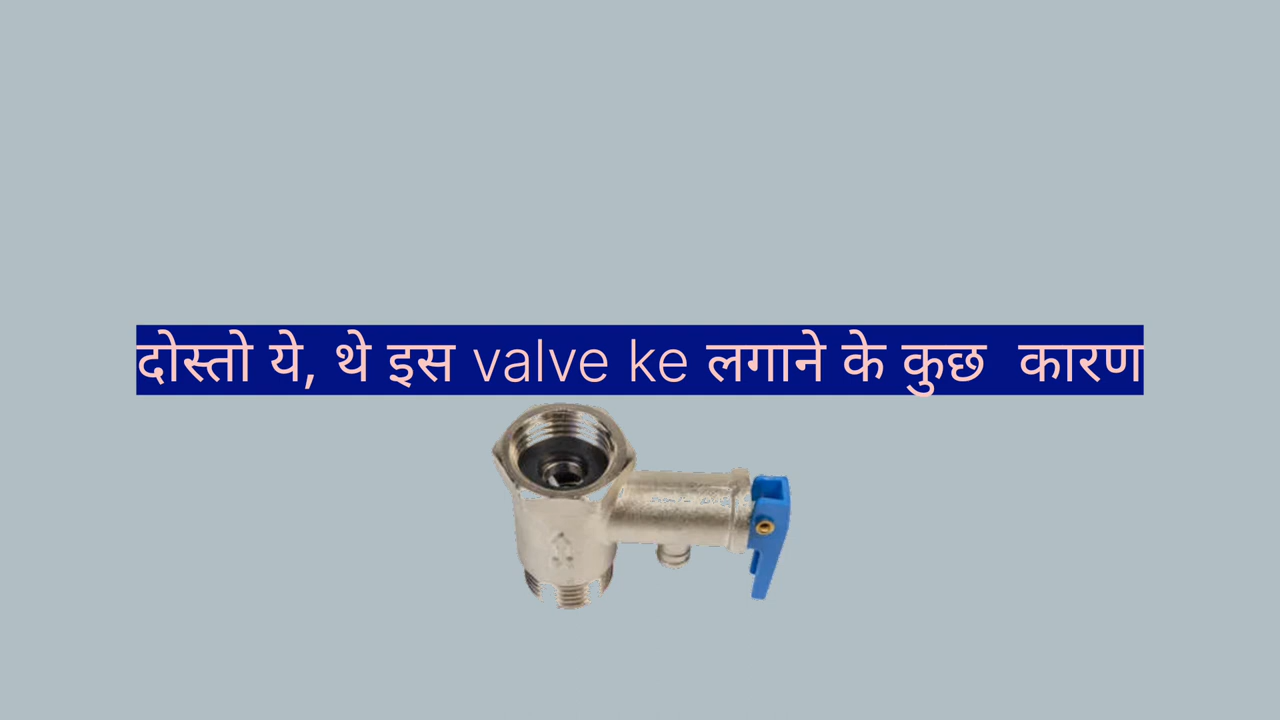 दोस्तो ये, थे इस valve ke लगाने के कुछ  कारण